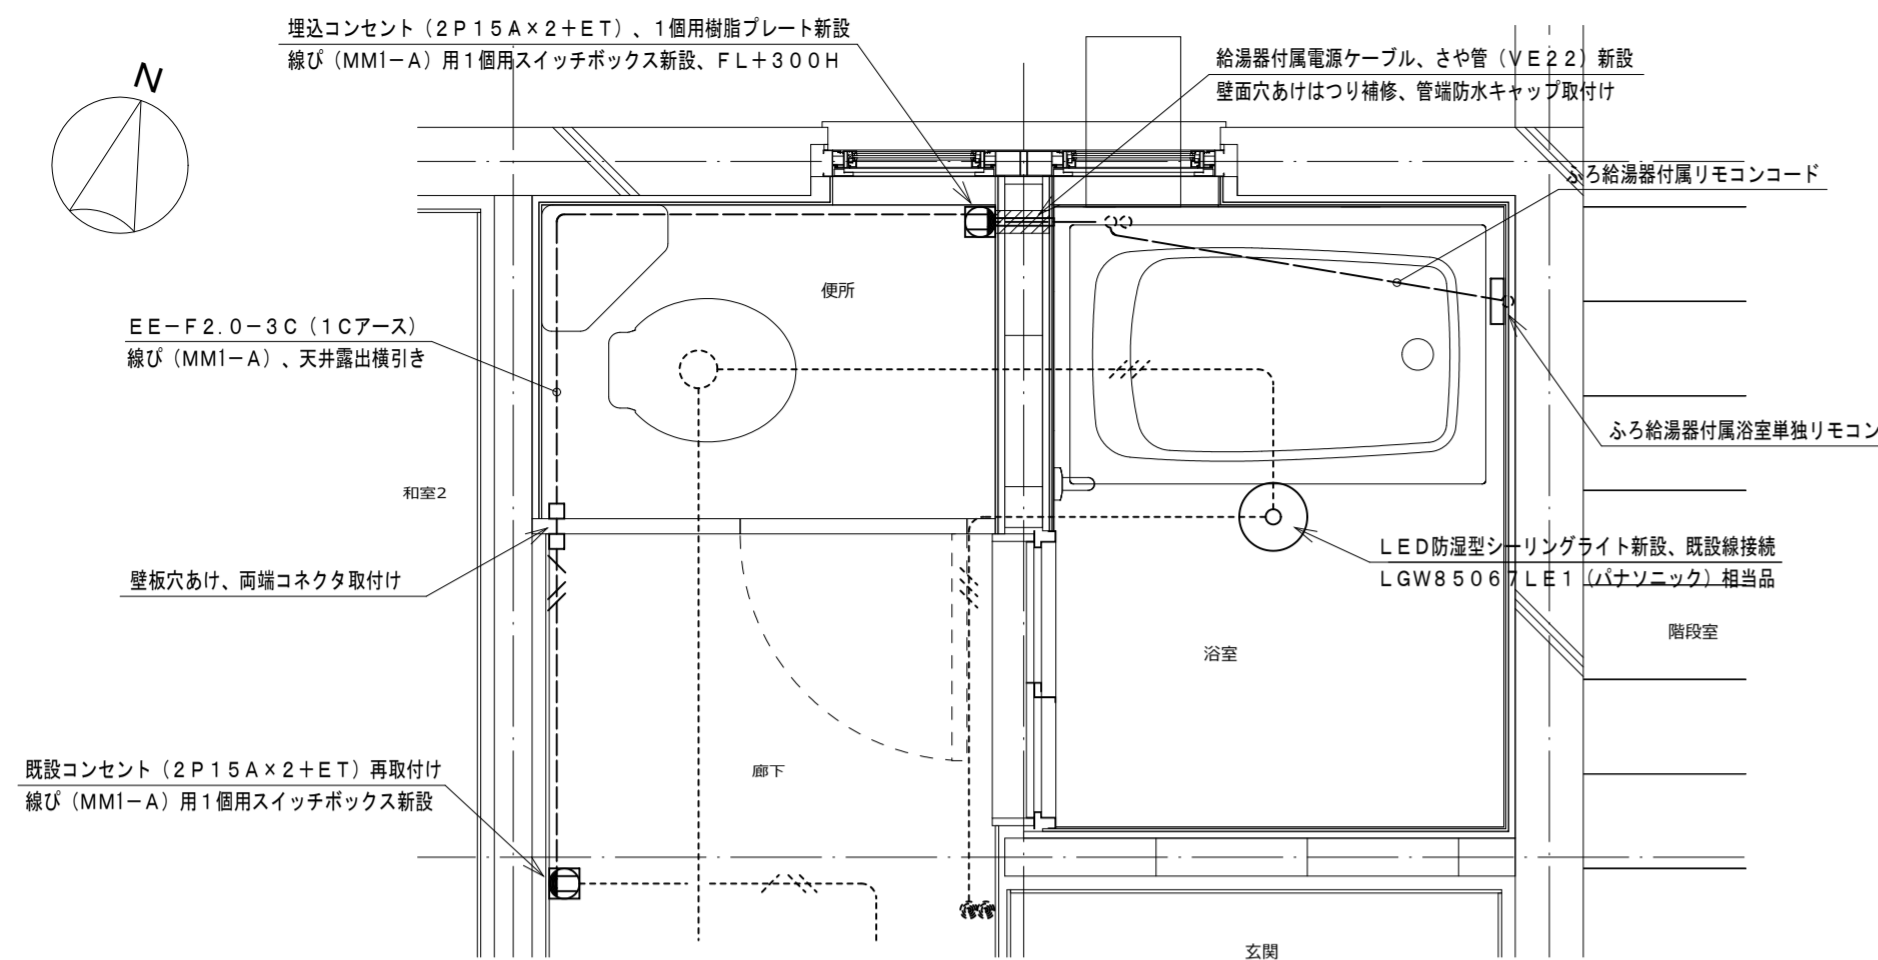 埋込コンセント（２Ｐ１５Ａ×２＋ＥＴ）、１個用樹脂プレート新設
線ぴ（MM1－Ａ）用１個用スイッチボックス新設、ＦＬ＋３００Ｈ
給湯器付属電源ケーブル、さや管（ＶＥ２２）新設
壁面穴あけはつり補修、管端防水キャップ取付け
N
ふろ給湯器付属リモコンコード
便所
ＥＥ－Ｆ２.０－３Ｃ（１Ｃアース）
線ぴ（MM1－Ａ）、天井露出横引き
ふろ給湯器付属浴室単独リモコン
和室2
ＬＥＤ防湿型シーリングライト新設、既設線接続
ＬＧＷ８５０６７ＬＥ１（パナソニック）相当品
壁板穴あけ、両端コネクタ取付け
階段室
浴室
廊下
既設コンセント（２Ｐ１５Ａ×２＋ＥＴ）再取付け
線ぴ（MM1－Ａ）用１個用スイッチボックス新設
玄関